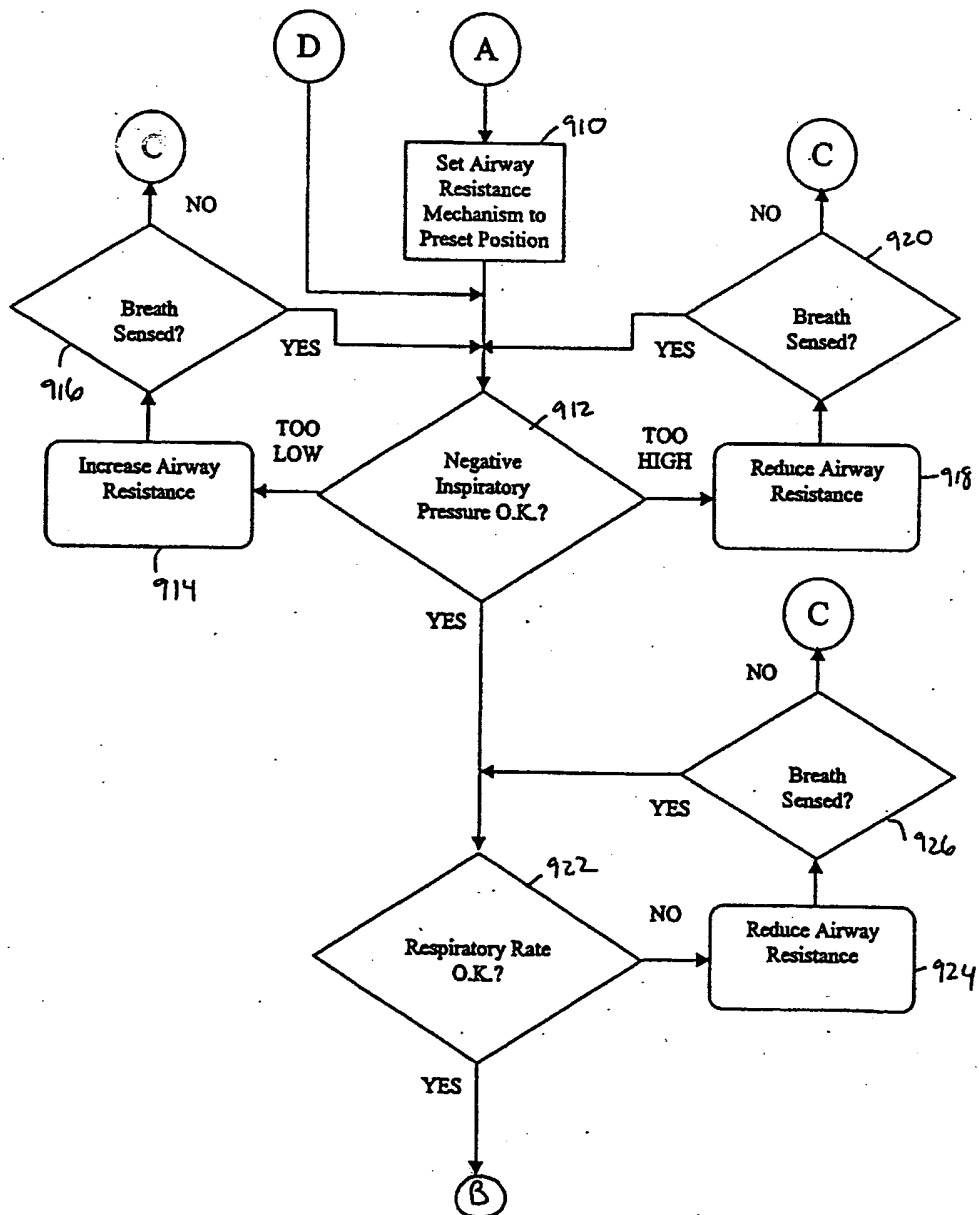 D
A
910
Set Airway
Resistance
Mechanism to
Preset Position
C
NO
C
NO
920
Breath
Sensed?
YES
916
Breath
Sensed?
YES
912
TOO
LOW
Negative
Inspiratory
Pressure O.K.?
TOO
HIGH
Increase Airway
Resistance
914
Reduce Airway
Resistance
918
YES
C
NO
Breath
Sensed?
YES
926
922
Respiratory Rate
O.K.?
NO
Reduce Airway
Resistance
924
YES
B